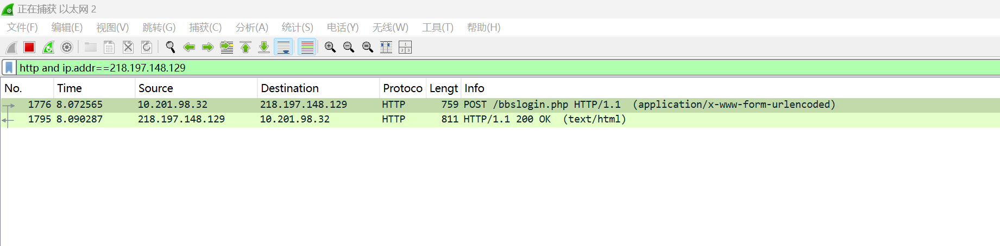 正在捕获 以太网 2
文件(F) 编辑(E) 视图(V) 跳转(G) 捕获(C) 分析(A) 统计(S) 电话(Y) 无线(W) 工具(T) 帮助(H)
http and ip.addr==218.197.148.129
No. Time Source Destination Protoco Lengt Info
1776 8.072565 10.201.98.32 218.197.148.129 HTTP 759 POST /bbslogin.php HTTP/1.1 (application/x-www-form-urlencoded)
1795 8.090287 218.197.148.129 10.201.98.32 HTTP 811 HTTP/1.1 200 OK (text/html)